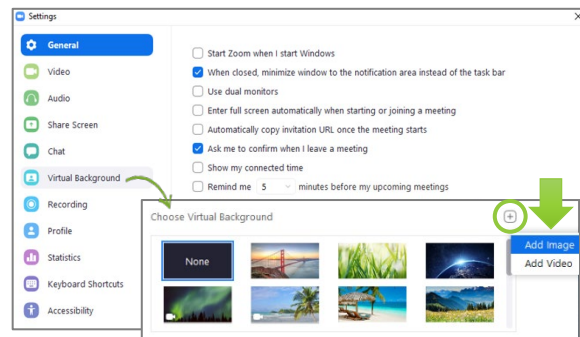 Settings
General
Video
Audio
Share Screen
Chat
Virtual Background
Recording
Profile
Statistics
Keyboard Shortcuts
Accessibility
Start Zoom when I start Windows
When closed, minimize window to the notification area instead of the task bar
Use dual monitors
Enter full screen automatically when starting or joining a meeting
Automatically copy invitation URL once the meeting starts
Ask me to confirm when I leave a meeting
Show my connected time
Remind me 5 minutes before my upcoming meetings
Choose Virtual Background
None
Add Image
Add Video